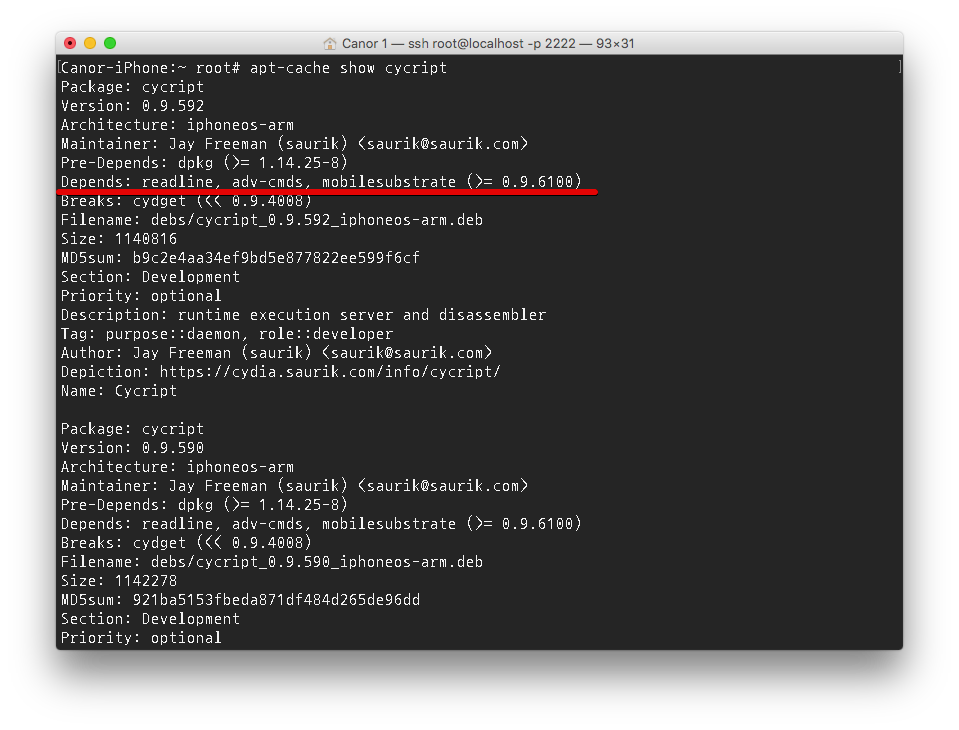 Canor 1 — ssh root@localhost -p 2222 — 93×31
[Canor-iPhone:~ root# apt-cache show cycript ]
Package: cycript
Version: 0.9.592
Architecture: iphoneos-arm
Maintainer: Jay Freeman (saurik) <saurik@saurik.com>
Pre-Depends: dpkg (>= 1.14.25-8)
Depends: readline, adv-cmds, mobilesubstrate (>= 0.9.6100)
Breaks: cydget (<< 0.9.4008)
Filename: debs/cycript_0.9.592_iphoneos-arm.deb
Size: 1140816
MD5sum: b9c2e4aa34ef9bd5e877822ee599f6cf
Section: Development
Priority: optional
Description: runtime execution server and disassembler
Tag: purpose::daemon, role::developer
Author: Jay Freeman (saurik) <saurik@saurik.com>
Depiction: https://cydia.saurik.com/info/cycript/
Name: Cycript
Package: cycript
Version: 0.9.590
Architecture: iphoneos-arm
Maintainer: Jay Freeman (saurik) <saurik@saurik.com>
Pre-Depends: dpkg (>= 1.14.25-8)
Depends: readline, adv-cmds, mobilesubstrate (>= 0.9.6100)
Breaks: cydget (<< 0.9.4008)
Filename: debs/cycript_0.9.590_iphoneos-arm.deb
Size: 1142278
MD5sum: 921ba5153fbeda871df484d265de96dd
Section: Development
Priority: optional